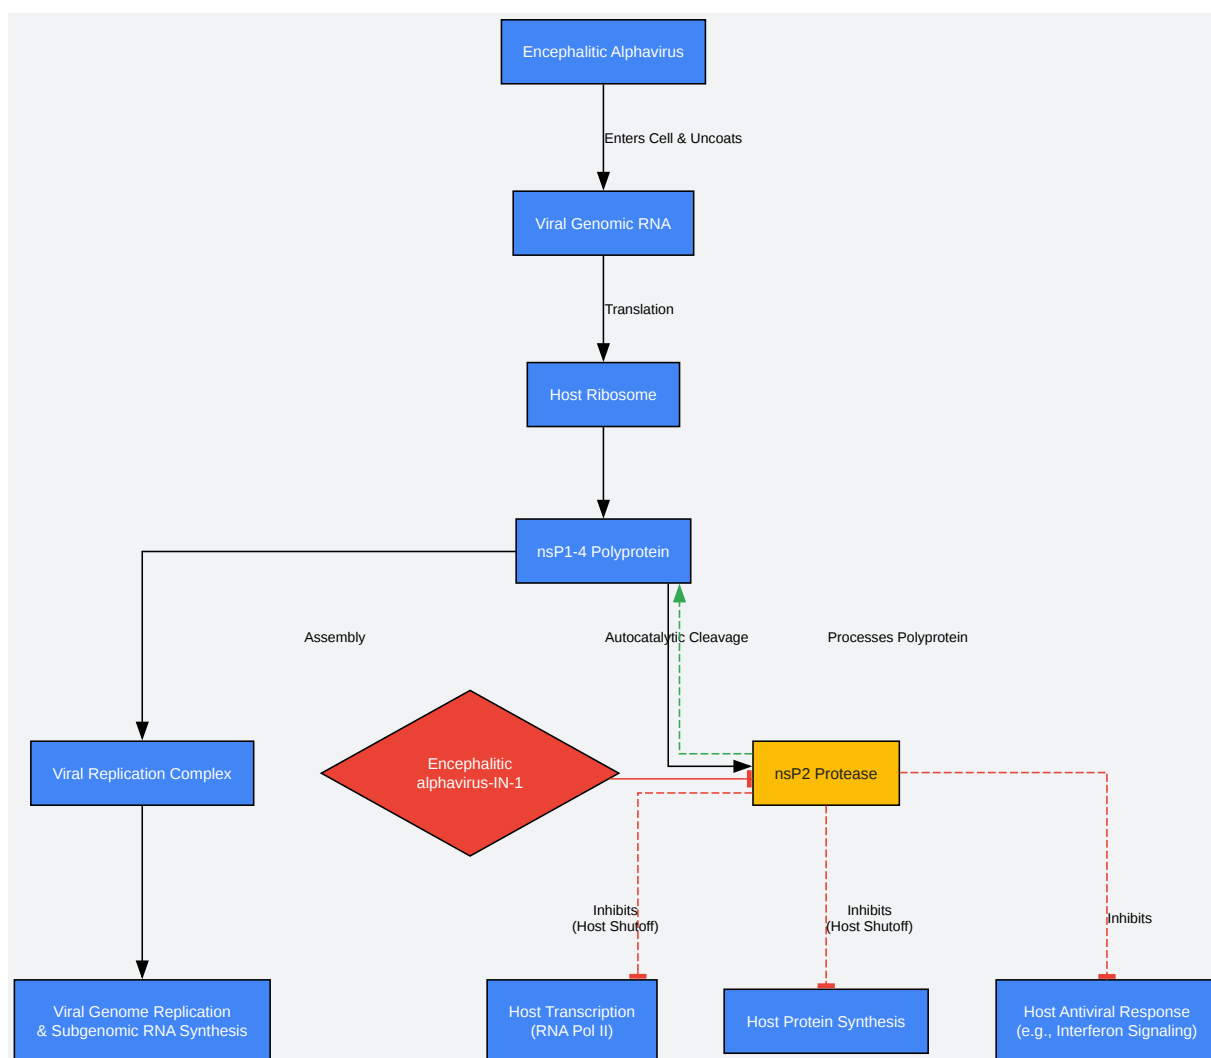 Encephalitic Alphavirus
Enters Cell & Uncoats
Viral Genomic RNA
Translation
Host Ribosome
nsP1-4 Polyprotein
Assembly
Autocatalytic Cleavage
Processes Polyprotein
Encephalitic
alphavirus-IN-1
Viral Replication Complex
nsP2 Protease
Inhibits
(Host Shutoff)
Inhibits
(Host Shutoff)
Inhibits
Viral Genome Replication
& Subgenomic RNA Synthesis
Host Transcription
(RNA Pol II)
Host Protein Synthesis
Host Antiviral Response
(e.g., Interferon Signaling)